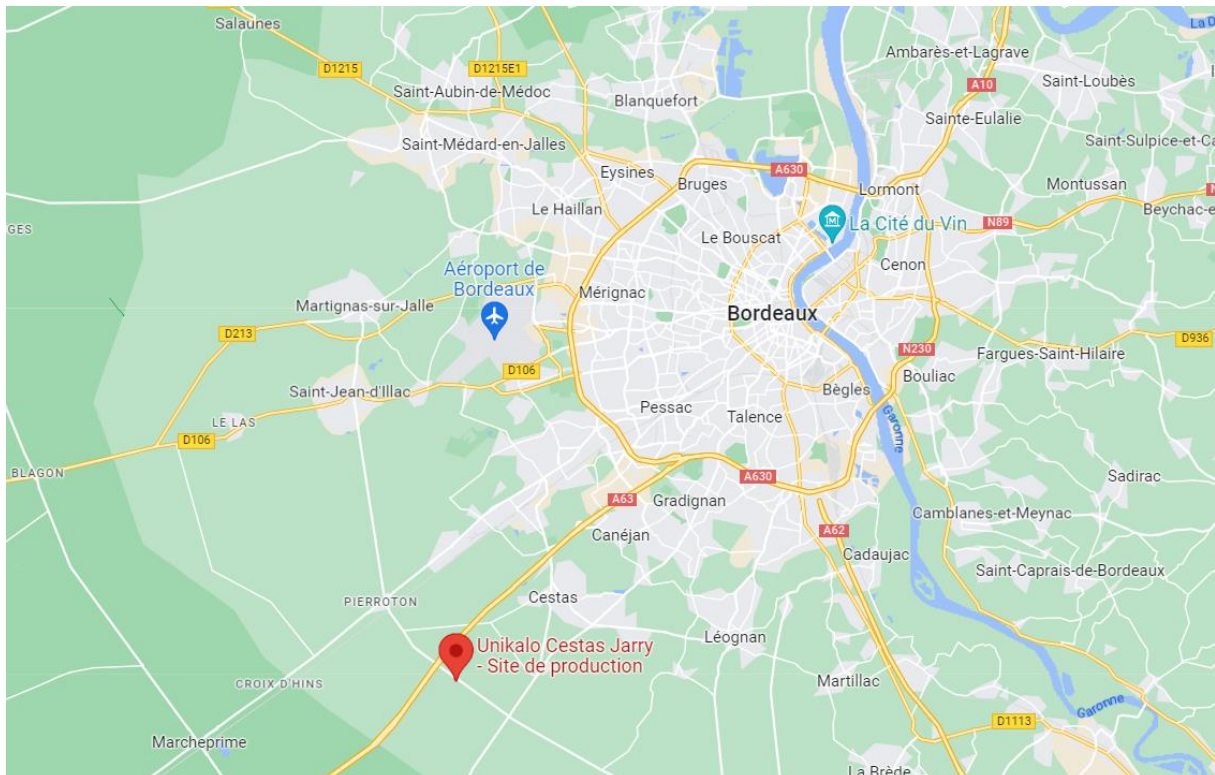 Salaunes
La D
Ambarès-et-Lagrave
D1215
D1215E1
Saint-Loubès
A10
Saint-Aubin-de-Médoc
Blanquefort
Sainte-Eulalie
Saint-Médard-en-Jalles
Saint-Sulpice-et-Ca
Eysines
A630
Bruges
Lormont
Montussan
N
Le Haillan
Beychac-e
GES
La Cité du Vin
N89
Le Bouscat
Cenon
Aéroport de
Bordeaux
Mérignac
Martignas-sur-Jalle
Bordeaux
D213
D936
N230
Fargues-Saint-Hilaire
D106
Bouliac
Saint-Jean-d'Illac
Bègles
Pessac
Talence
LE LAS
Garonne
D106
BLAGON
A630
Sadirac
A63
Gradignan
Camblanes-et-Meynac
Canéjan
A62
Cadaujac
Saint-Caprais-de-Bordeaux
Cestas
PIERROTON
Léognan
Unikalo Cestas Jarry
- Site de production
CROIX D'HINS
Martillac
Garonne
D1113
Marcheprime
La Brède